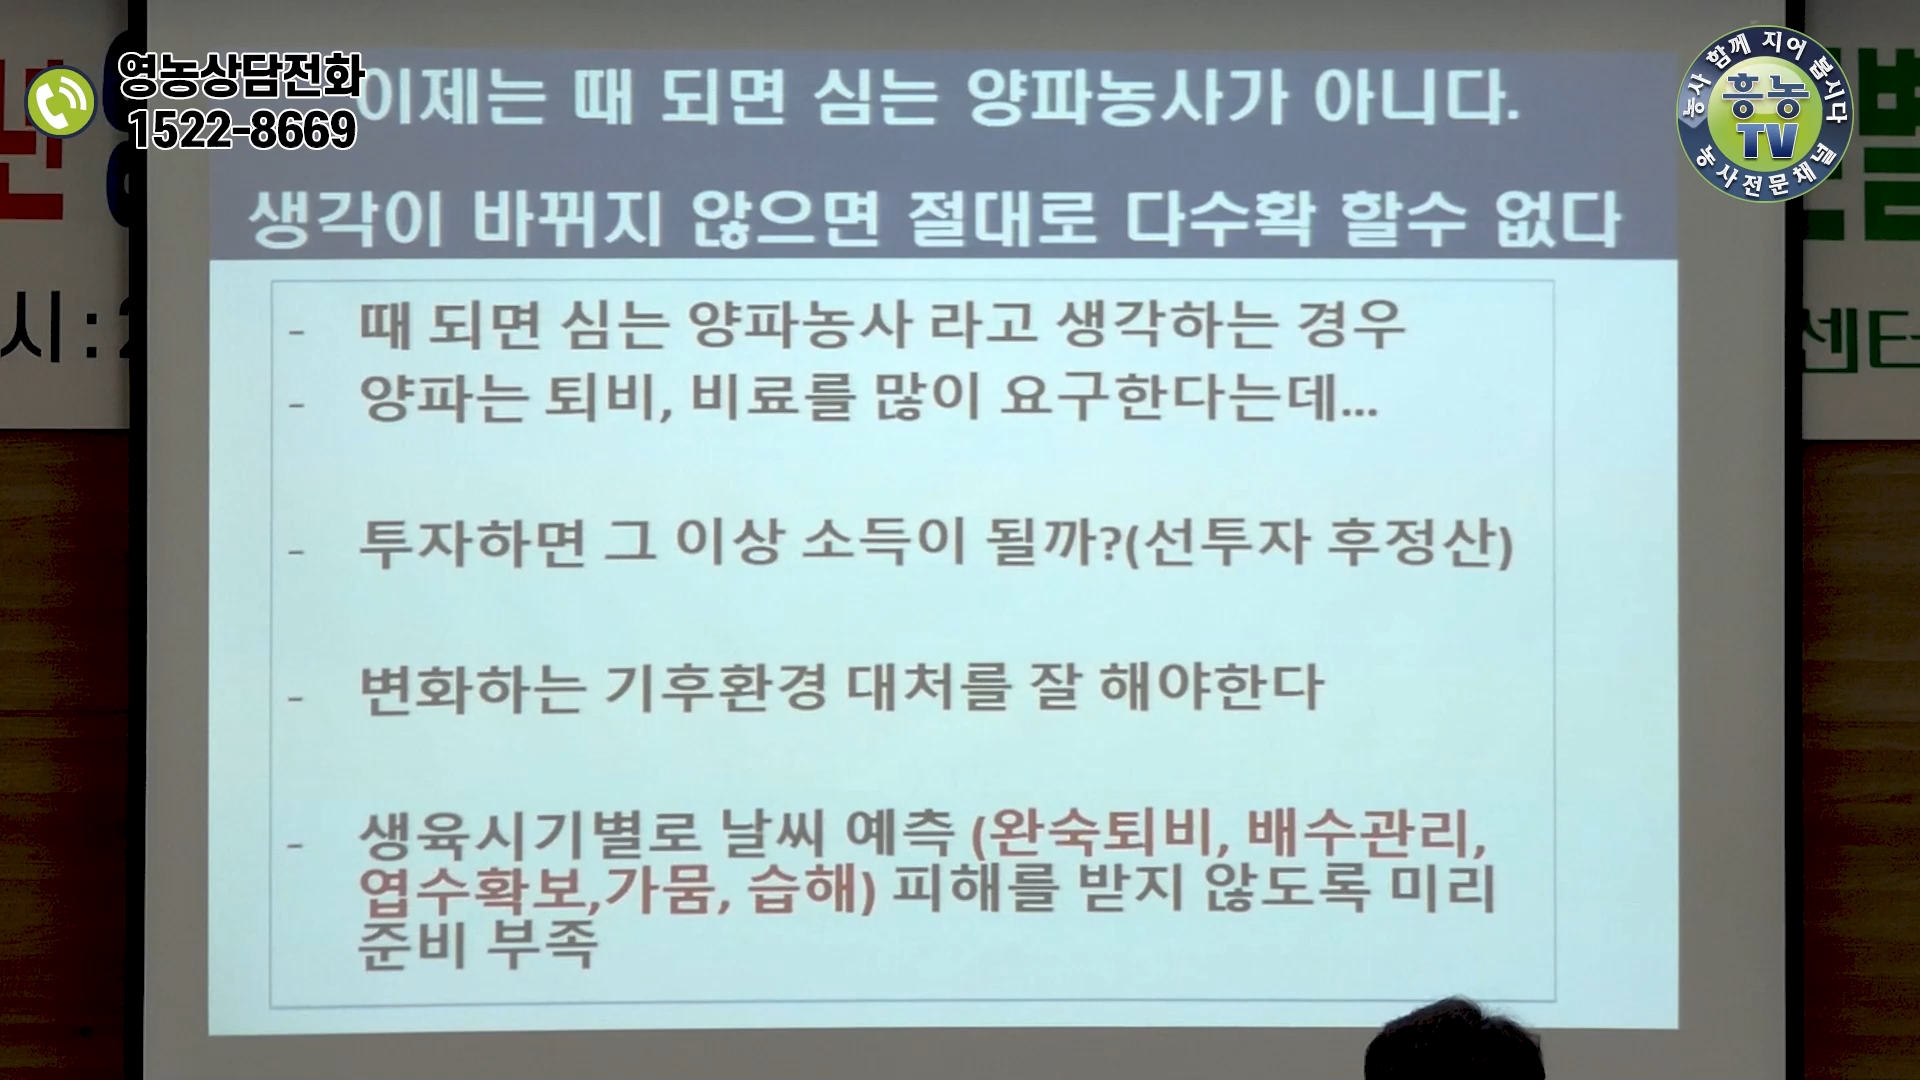 영농상담전화
1522-8669
농사 함께 지어 봅시다
흥농
TV
농사전문채널
이제는 때 되면 심는 양파농사가 아니다.
생각이 바뀌지 않으면 절대로 다수확 할수 없다
- 때 되면 심는 양파농사 라고 생각하는 경우
- 양파는 퇴비, 비료를 많이 요구한다는데...
- 투자하면 그 이상 소득이 될까?(선투자 후정산)
- 변화하는 기후환경 대처를 잘 해야한다
- 생육시기별로 날씨 예측 (완숙퇴비, 배수관리,
엽수확보,가뭄, 습해) 피해를 받지 않도록 미리
준비 부족
시 :
센터